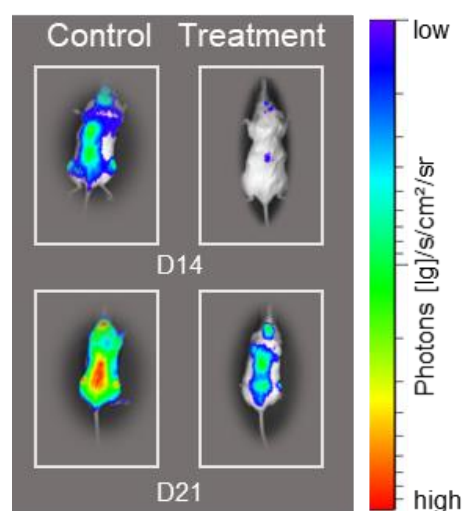 Control Treatment
low
D14
Photons [lg]/s/cm²/sr
D21
high